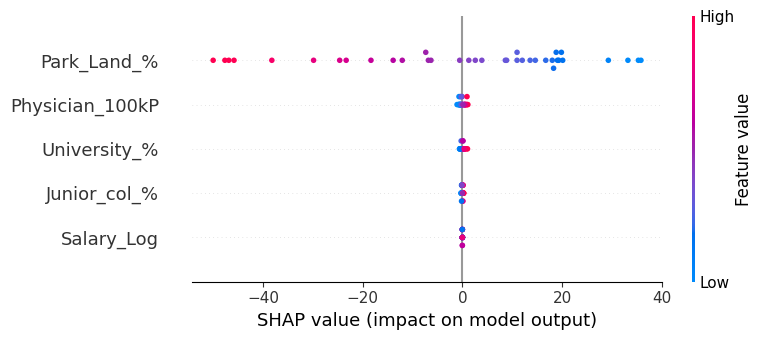 High
Park_Land_%
Physician_100kP
University_%
Junior_col_%
Salary_Log
Feature value
Low
−40 −20 0 20 40
SHAP value (impact on model output)